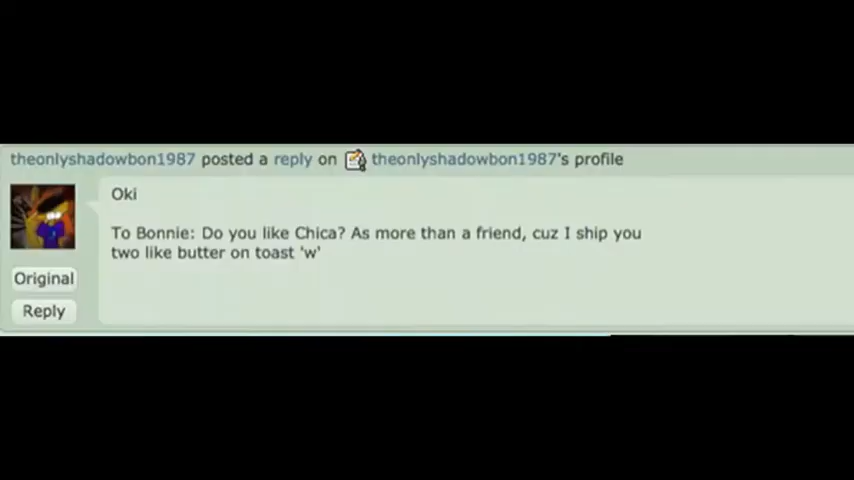 theonlyshadowbon1987 posted a reply on theonlyshadowbon1987's profile
Oki
To Bonnie: Do you like Chica? As more than a friend, cuz I ship you
two like butter on toast 'w'
Original
Reply